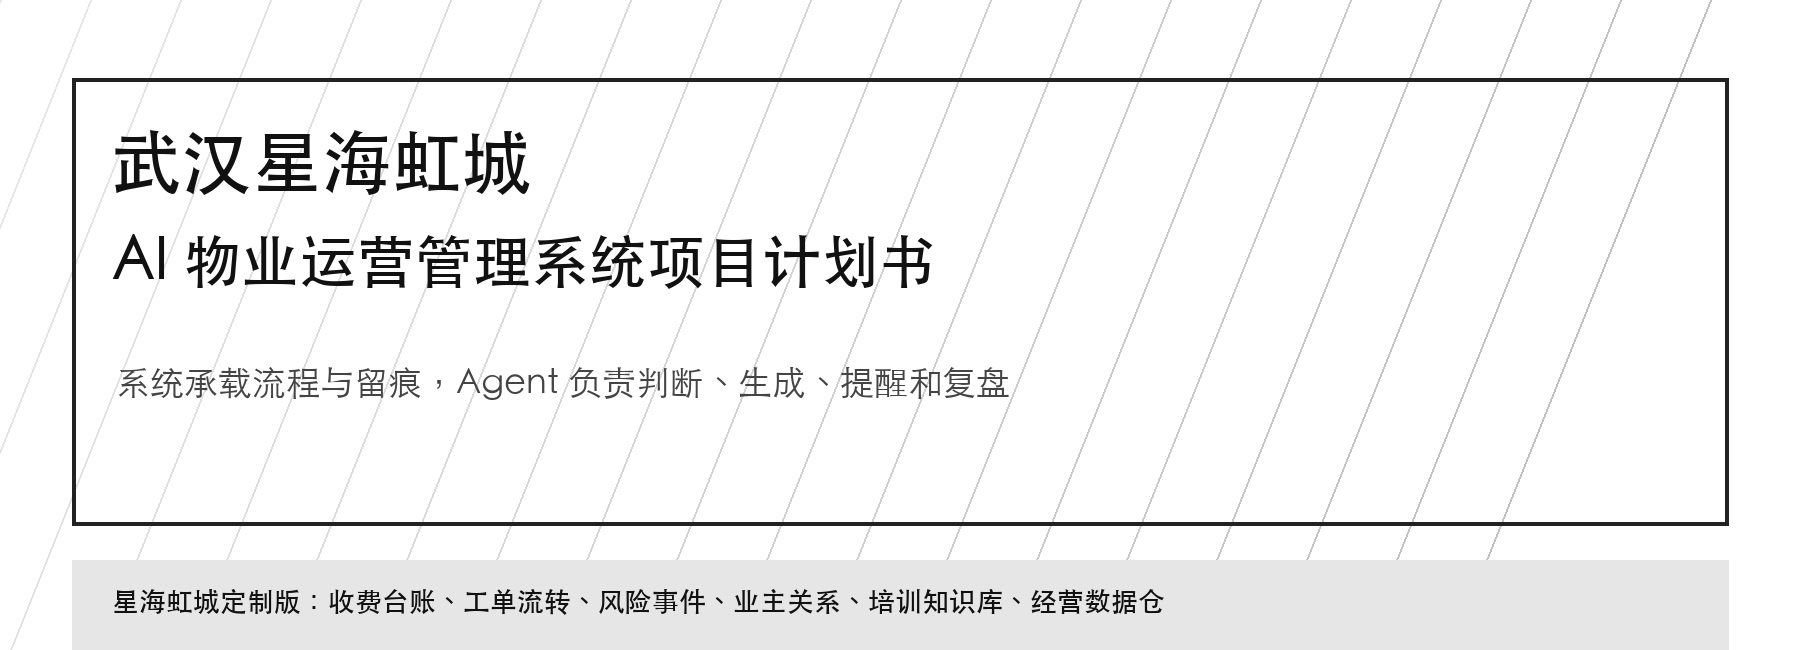 武汉星海虹城
AI 物业运营管理系统项目计划书
系统承载流程与留痕，Agent 负责判断、生成、提醒和复盘
星海虹城定制版：收费台账、工单流转、风险事件、业主关系、培训知识库、经营数据仓